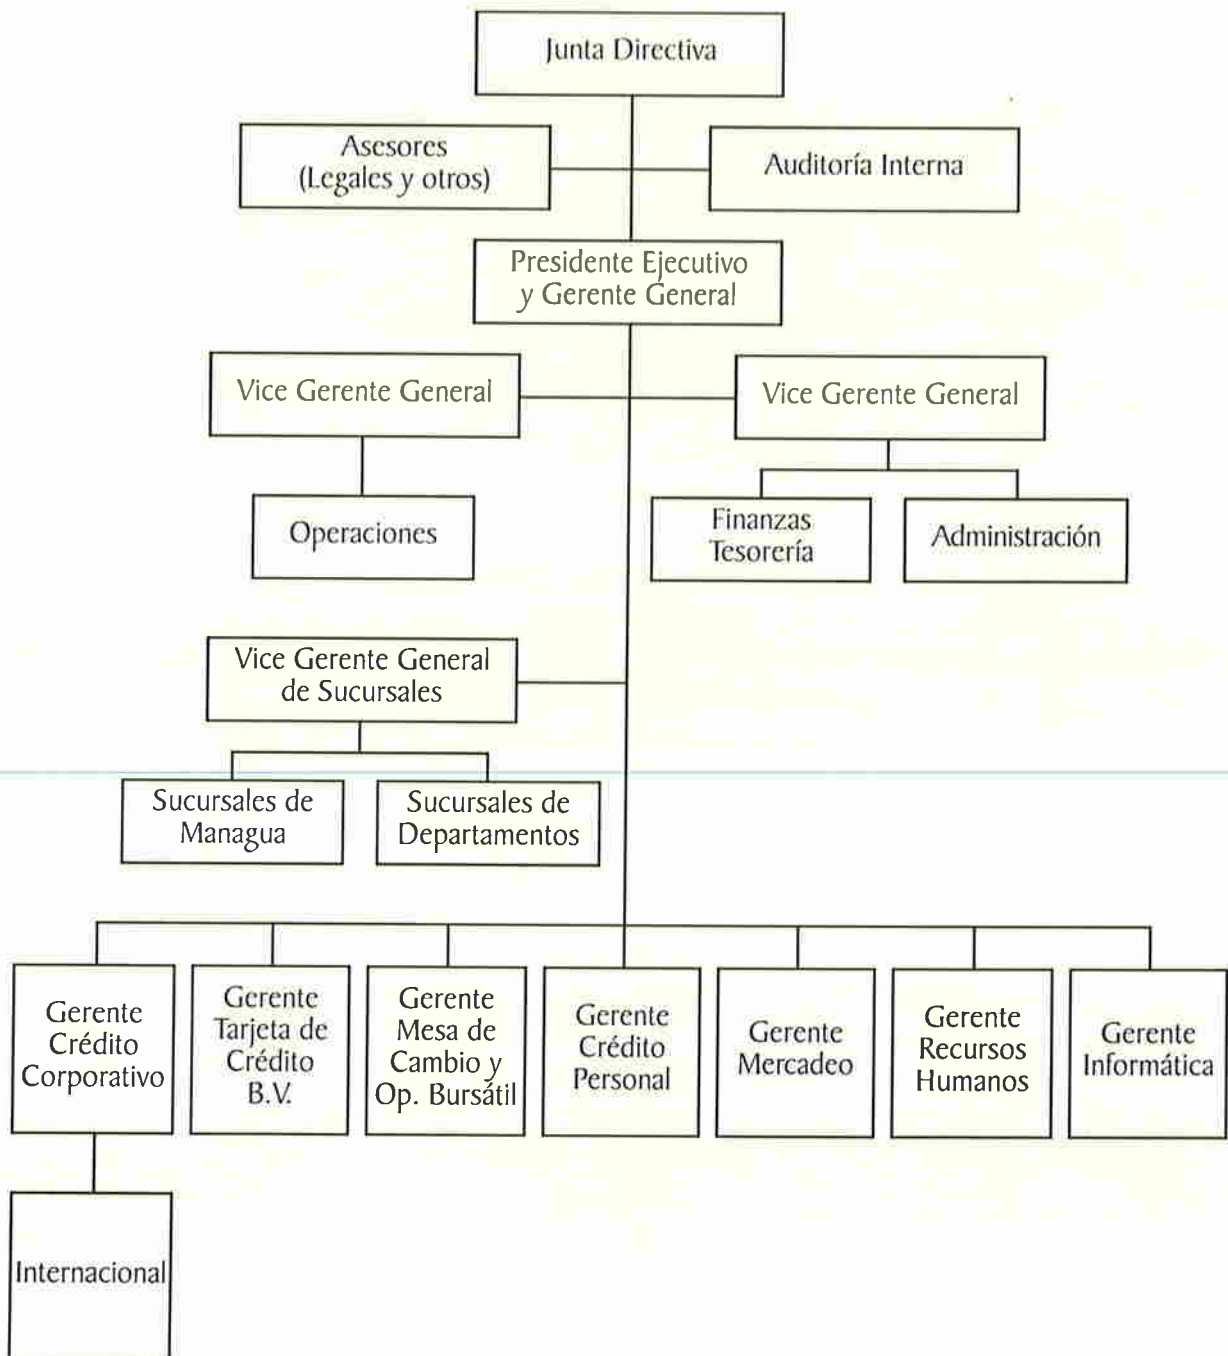 Junta Directiva
Asesores
(Legales y otros)
Auditoría Interna
Presidente Ejecutivo
y Gerente General
Vice Gerente General
Vice Gerente General
Operaciones
Finanzas
Tesorería
Administración
Vice Gerente General
de Sucursales
Sucursales de
Managua
Sucursales de
Departamentos
Gerente
Crédito
Corporativo
Gerente
Tarjeta de
Crédito
B.V.
Gerente
Mesa de
Cambio y
Op. Bursátil
Gerente
Crédito
Personal
Gerente
Mercadeo
Gerente
Recursos
Humanos
Gerente
Informática
Internacional